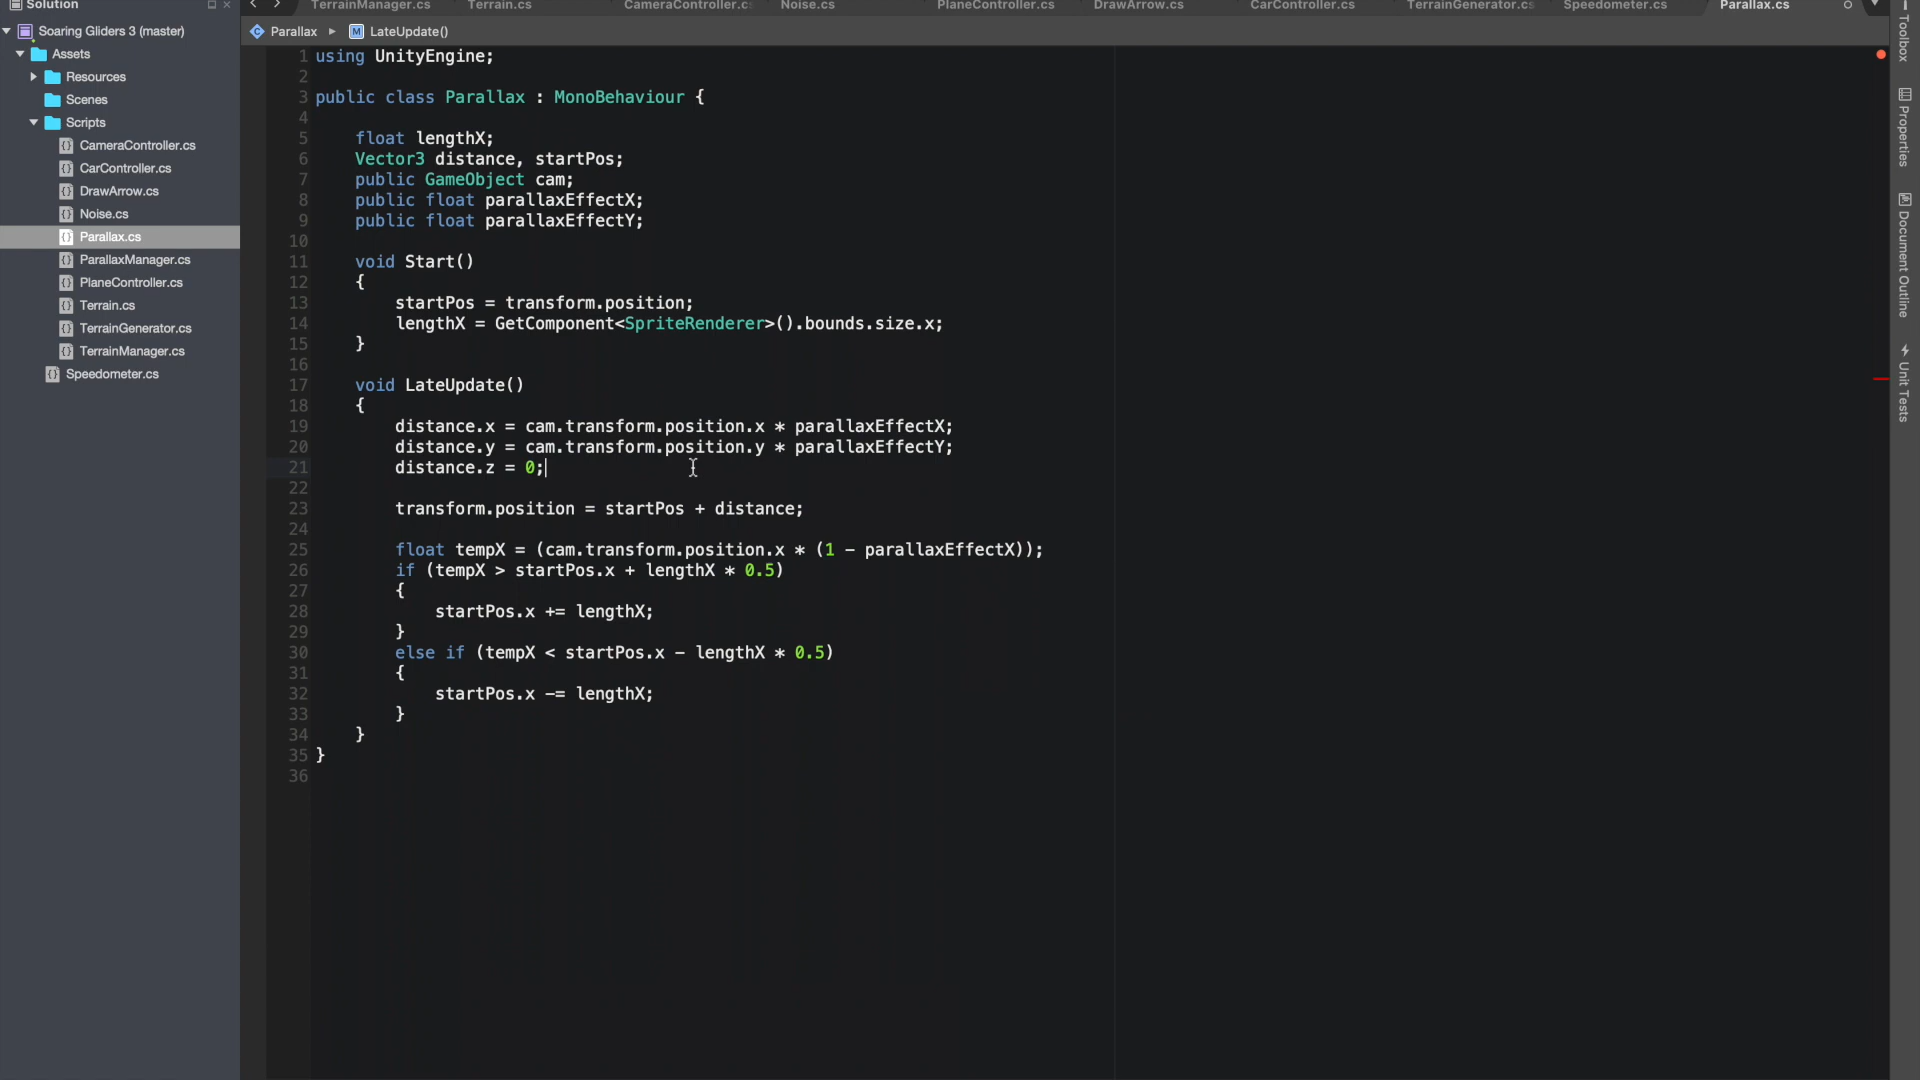 Solution
Soaring Gliders 3 (master)
Assets
Resources
Scenes
Scripts
CameraController.cs
CarController.cs
DrawArrow.cs
Noise.cs
Parallax.cs
ParallaxManager.cs
PlaneController.cs
Terrain.cs
TerrainGenerator.cs
TerrainManager.cs
Speedometer.cs
TerrainManager.cs Terrain.cs CameraController.c Noise.cs PlaneController.cs DrawArrow.cs CarController.cs TerrainGenerator.cs Speedometer.cs Parallax.cs
Parallax LateUpdate()
1 using UnityEngine;
2
3 public class Parallax : MonoBehaviour {
4
5 float lengthX;
6 Vector3 distance, startPos;
7 public GameObject cam;
8 public float parallaxEffectX;
9 public float parallaxEffectY;
10
11 void Start()
12 {
13 startPos = transform.position;
14 lengthX = GetComponent<SpriteRenderer>().bounds.size.x;
15 }
16
17 void LateUpdate()
18 {
19 distance.x = cam.transform.position.x * parallaxEffectX;
20 distance.y = cam.transform.position.y * parallaxEffectY;
21 distance.z = 0;
22
23 transform.position = startPos + distance;
24
25 float tempX = (cam.transform.position.x * (1 - parallaxEffectX));
26 if (tempX > startPos.x + lengthX * 0.5)
27 {
28 startPos.x += lengthX;
29 }
30 else if (tempX < startPos.x - lengthX * 0.5)
31 {
32 startPos.x -= lengthX;
33 }
34 }
35 }
36
Toolbox
Properties
Document Outline
Unit Tests